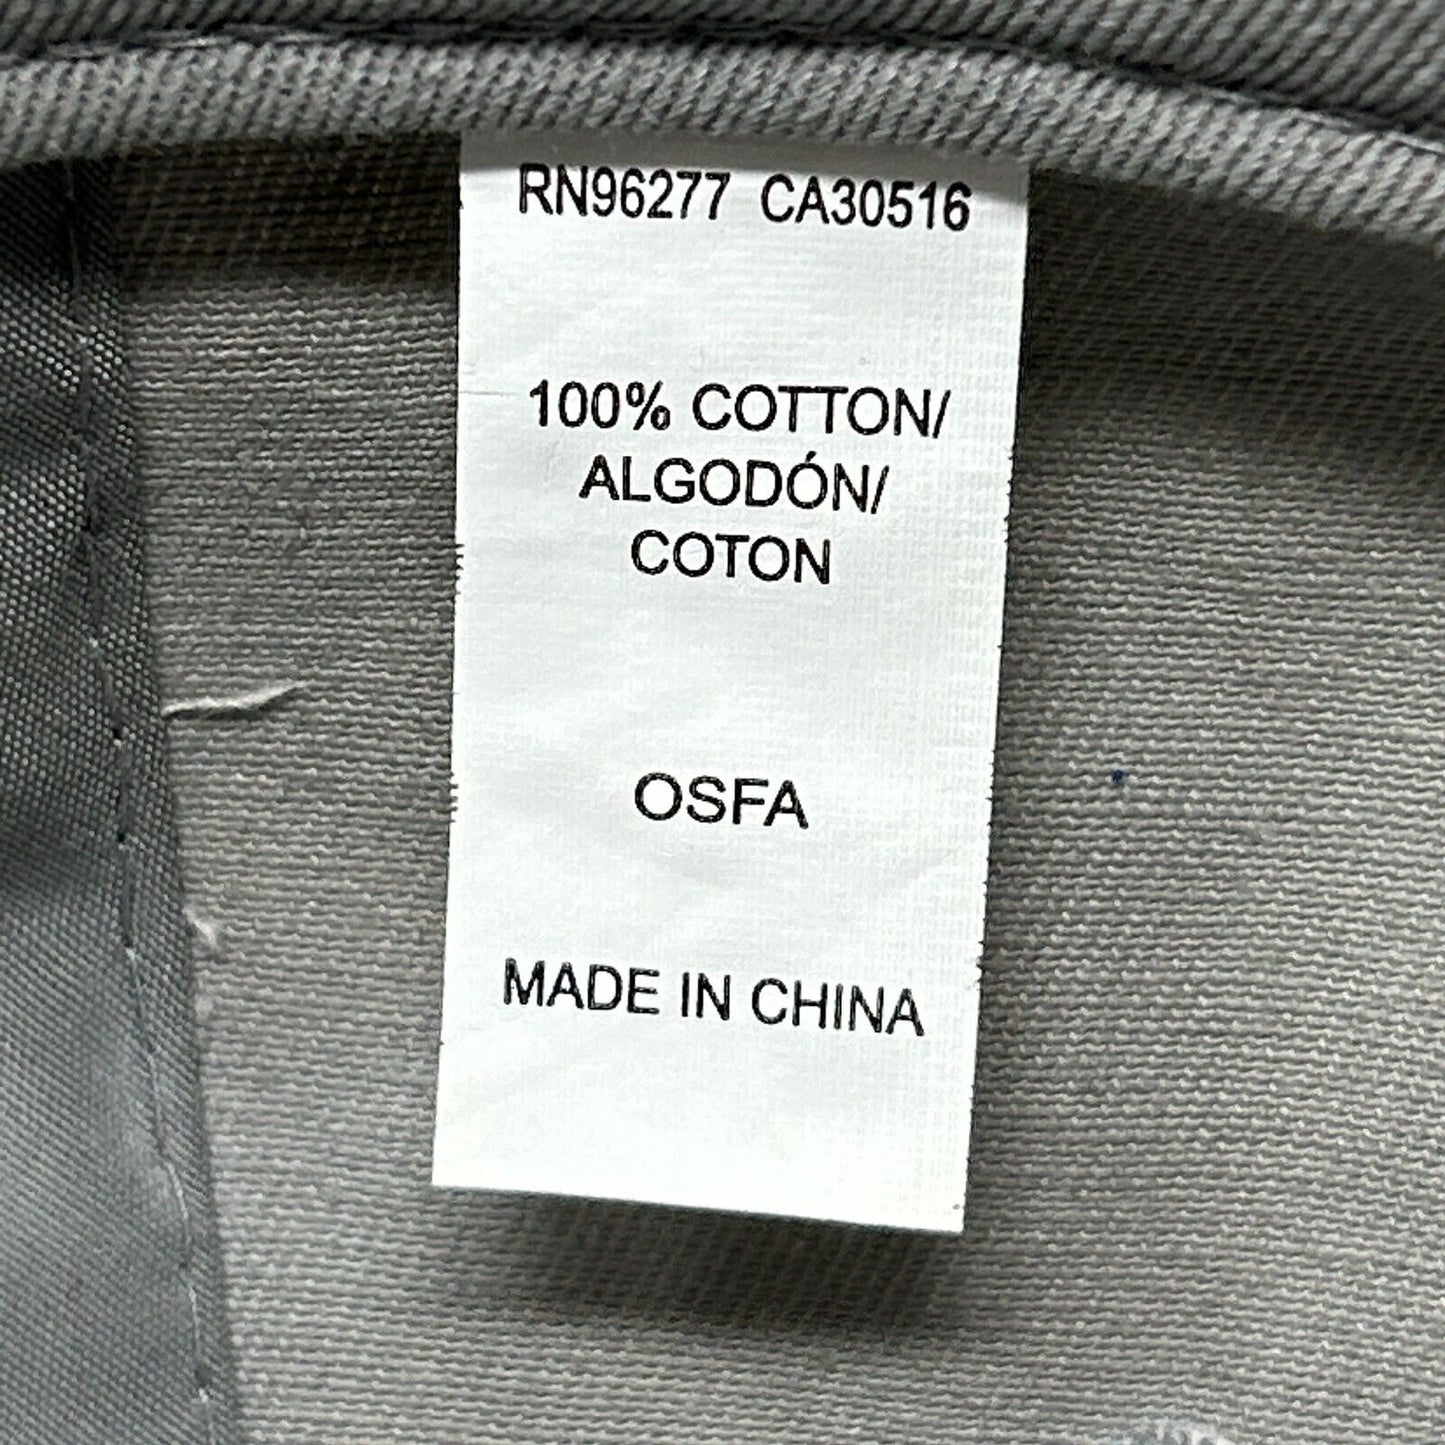 RN96277 CA30516
100% COTTON/
ALGODÓN/
COTON
OSFA
MADE IN CHINA